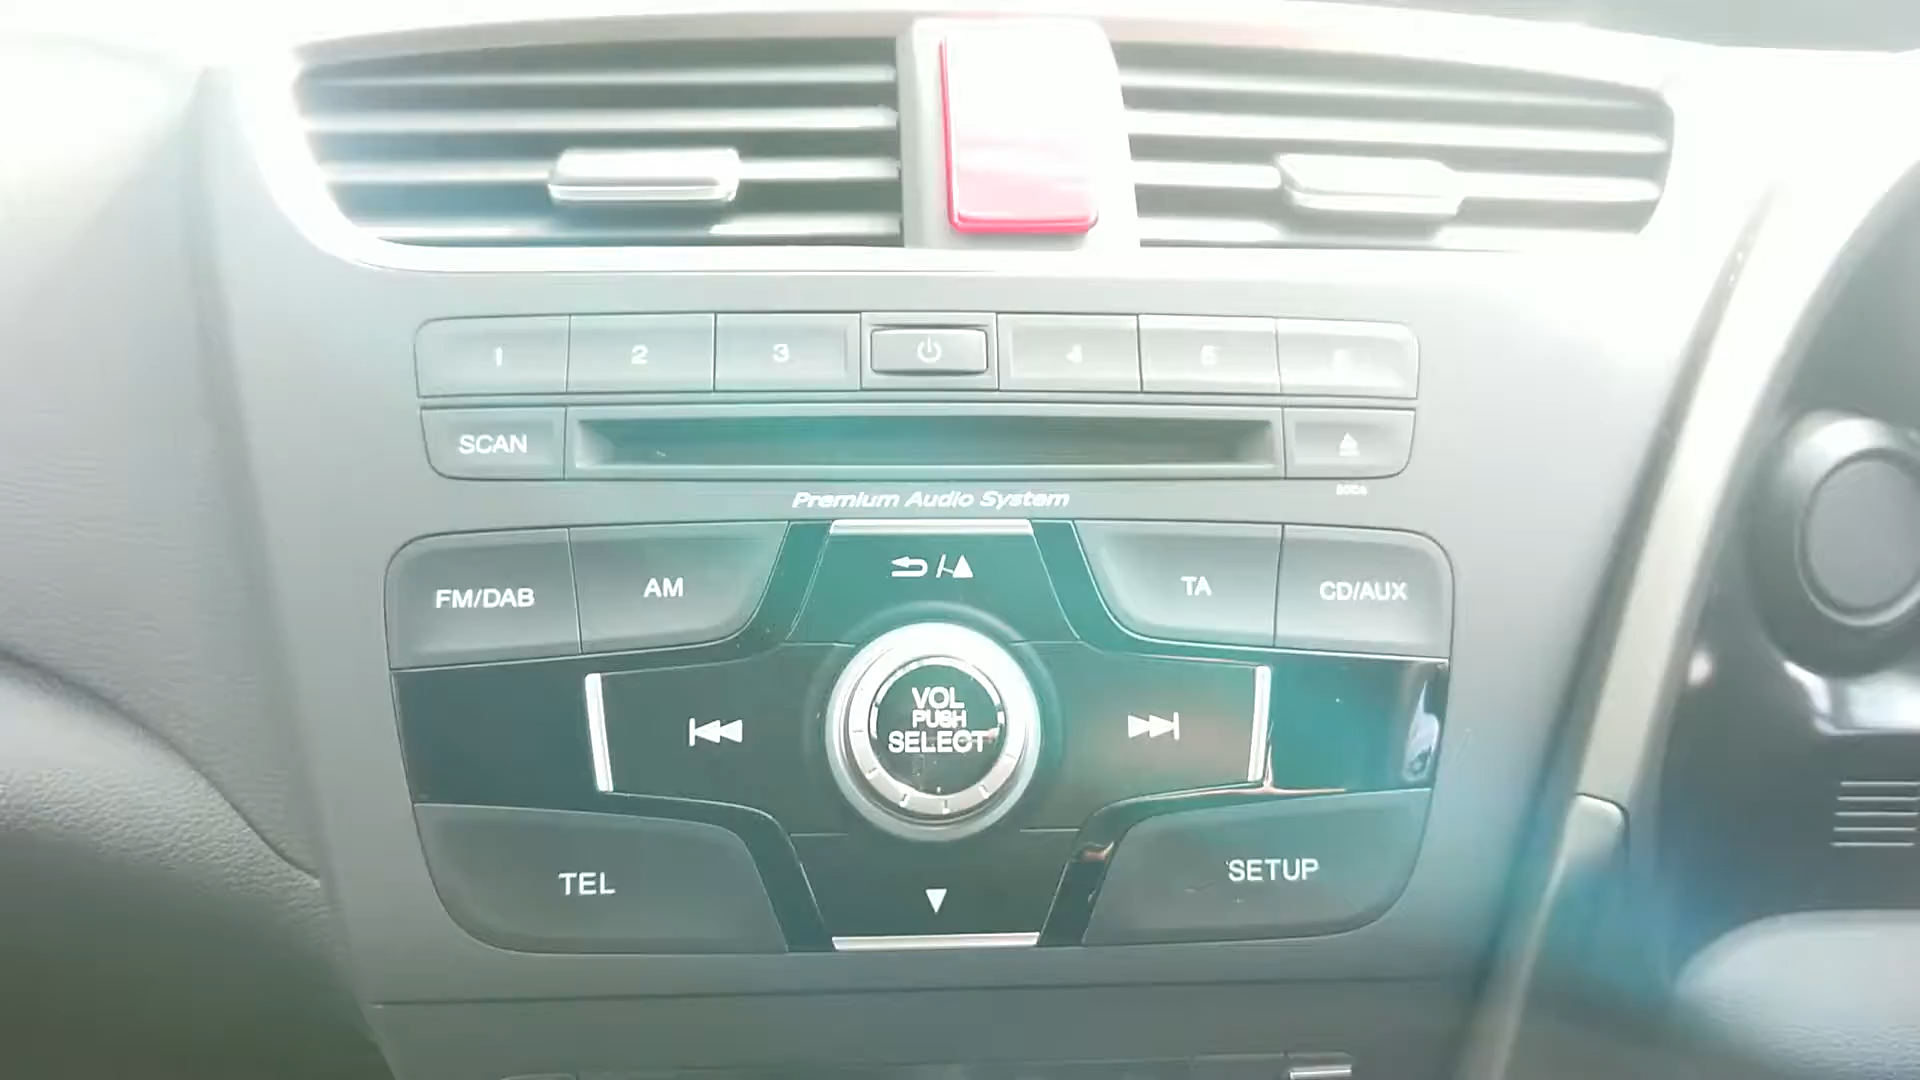 1 2 3 4 5
SCAN
Premium Audio System
FM/DAB AM TA CD/AUX
VOL
PUSH
SELECT
TEL SETUP